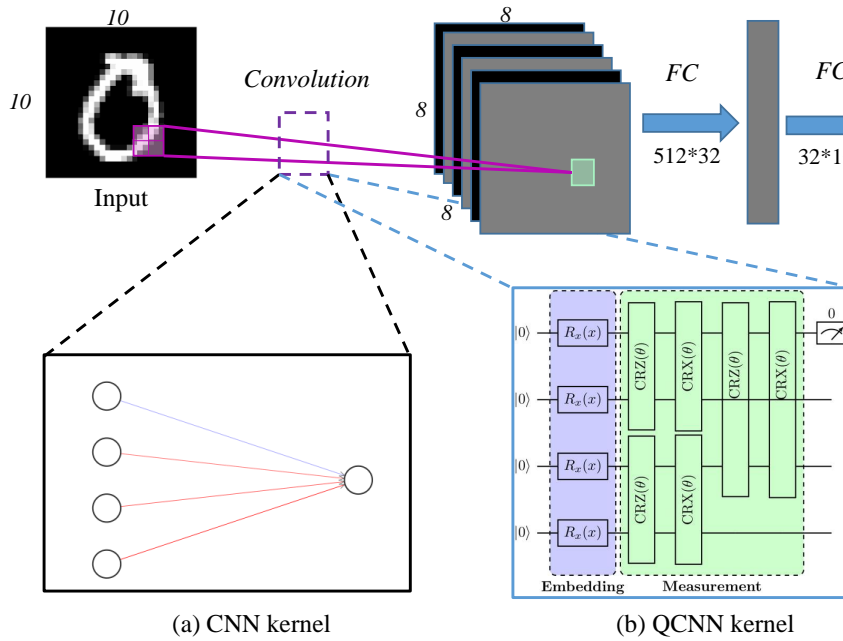 10
8
10
Convolution
FC
FC
8
512*32
32*1
Input
8
0
|0⟩ Rx(x) CRZ(θ) CRX(θ) CRZ(θ) CRX(θ)
|0⟩ Rx(x)
|0⟩ Rx(x) CRZ(θ) CRX(θ)
|0⟩ Rx(x)
Embedding Measurement
(a) CNN kernel
(b) QCNN kernel